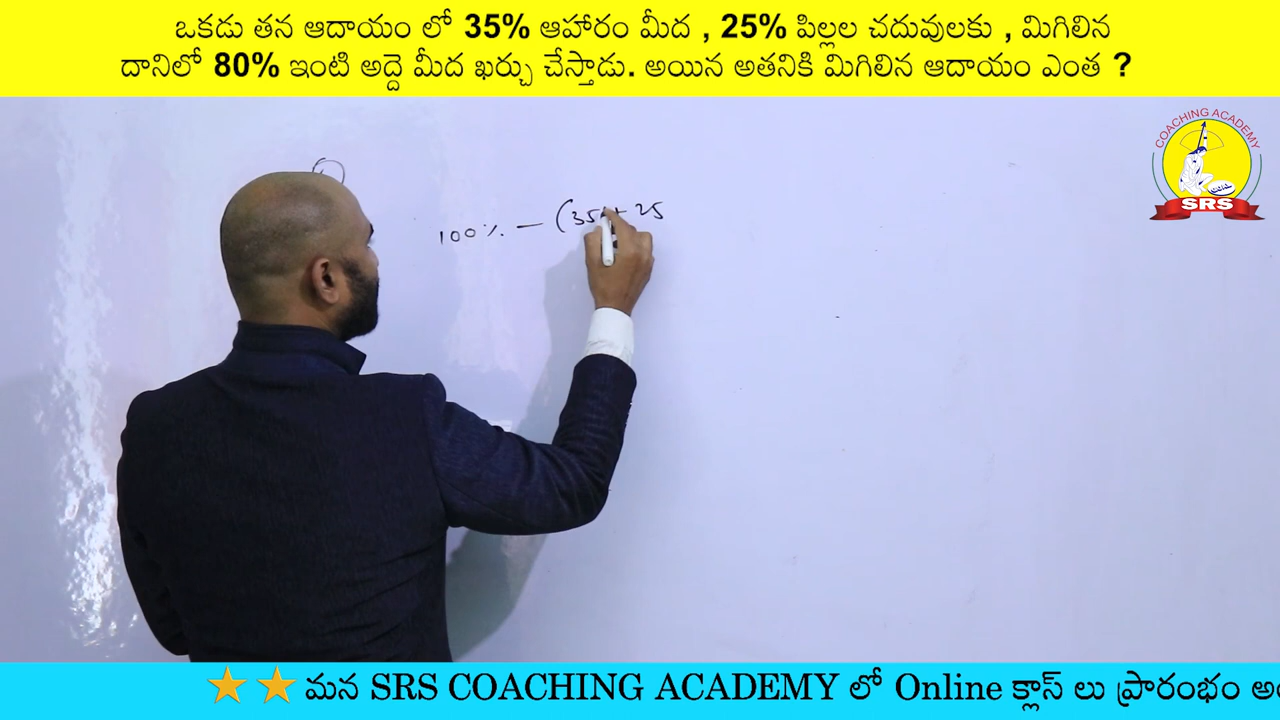 ఒకడు తన ఆదాయం లో 35% ఆహారం మీద , 25% పిల్లల చదువులకు , మిగిలిన
దానిలో 80% ఇంటి అద్దె మీద ఖర్చు చేస్తాడు. అయిన అతనికి మిగిలిన ఆదాయం ఎంత ?
COACHING ACADEMY
SRS
100% - (35%+ 25
మన SRS COACHING ACADEMY లో Online క్లాస్ లు ప్రారంభం